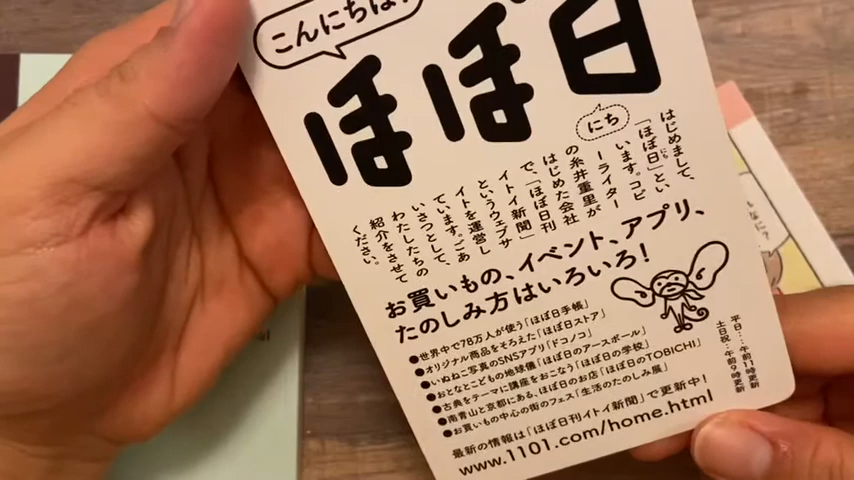 こんにちは!
ほぼ日
にち
はじめまして、
「ほぼ日」とい
にち
います。コピ
ーライター
の糸井重里が
はじめた会社
で、「ほぼ日刊
イトイ新聞」
というウェブサ
イトを運営し
ています。ごあ
いさつとして、
わたしたちの
紹介をさせて
ください。
お買いもの、イベント、アプリ、
たのしみ方はいろいろ!
●世界中で78万人が使う「ほぼ日手帳」
●オリジナル商品をそろえた「ほぼ日ストア」
●いぬねこ写真のSNSアプリ「ドコノコ」
●おとなとこどもの地球儀「ほぼ日のアースボール」
●古典をテーマに講座をおこなう「ほぼ日の学校」
●南青山と京都にある、ほぼ日のお店「ほぼ日のTOBICHI」
●お買いもの中心の街のフェス「生活のたのしみ展」
最新の情報は「ほぼ日刊イトイ新聞」で更新中!
www.1101.com/home.html
平日…午前11時更新
土日祝…午前9時更新
なに?